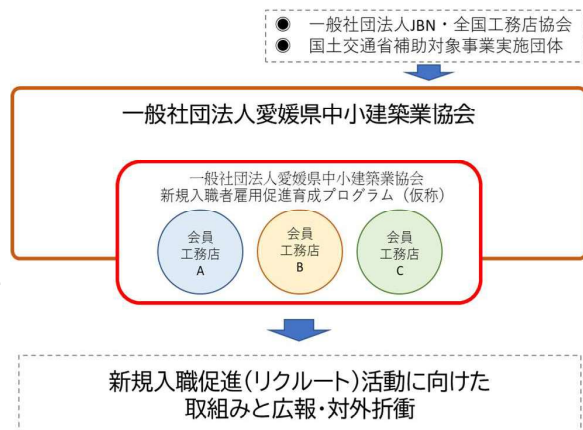 ◉ 一般社団法人JBN・全国工務店協会
◉ 国土交通省補助対象事業実施団体
一般社団法人愛媛県中小建築業協会
一般社団法人愛媛県中小建築業協会
新規入職者雇用促進育成プログラム（仮称）
会員
工務店
A
会員
工務店
B
会員
工務店
C
新規入職促進（リクルート）活動に向けた
取組みと広報・対外折衝